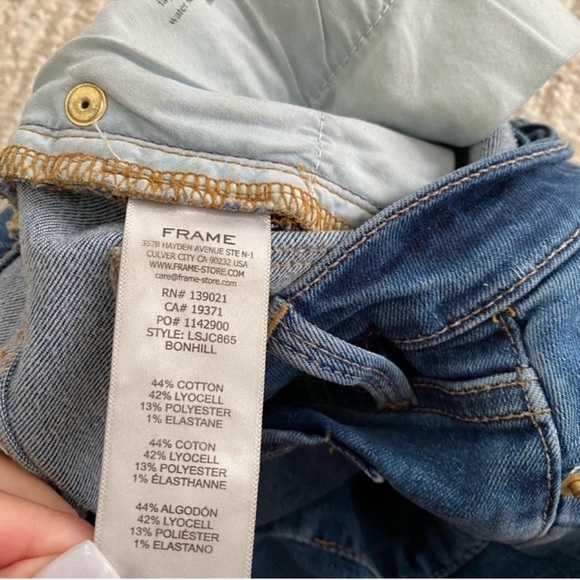 water
FRAME
3578 HAYDEN AVENUE STE N-1
CULVER CITY CA 90232 USA
WWW.FRAME-STORE.COM
care@frame-store.com
RN# 139021
CA# 19371
PO# 1142900
STYLE: LSJC865
BONHILL
44% COTTON
42% LYOCELL
13% POLYESTER
1% ELASTANE
44% COTON
42% LYOCELL
13% POLYESTER
1% ÉLASTHANNE
44% ALGODÓN
42% LYOCELL
13% POLIÉSTER
1% ELASTANO